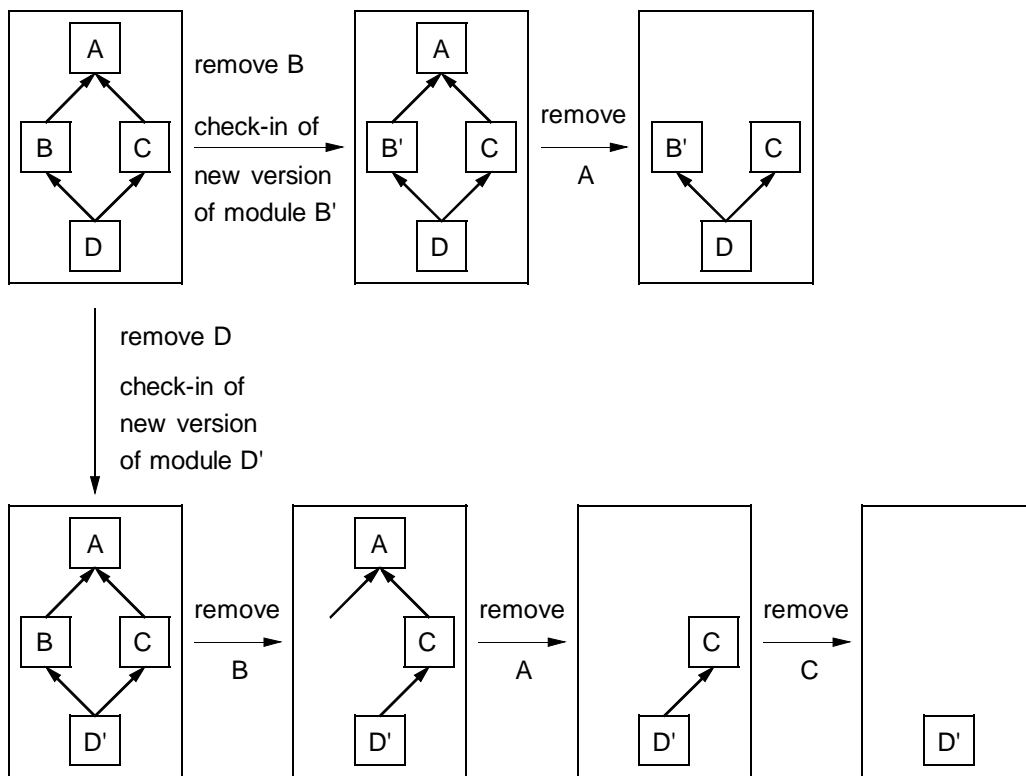 A
B
C
D
remove B
check-in of
new version
of module B'
A
B'
C
D
remove
A
B'
C
D
remove D
check-in of
new version
of module D'
A
B
C
D'
remove
B
A
C
D'
remove
A
C
D'
remove
C
D'